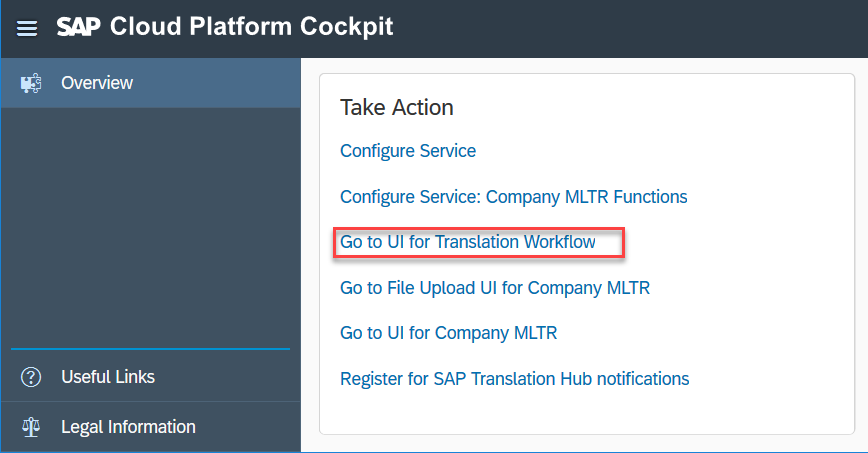 SAP Cloud Platform Cockpit
Overview
Take Action
Configure Service
Configure Service: Company MLTR Functions
Go to UI for Translation Workflow
Go to File Upload UI for Company MLTR
Go to UI for Company MLTR
Register for SAP Translation Hub notifications
Useful Links
Legal Information